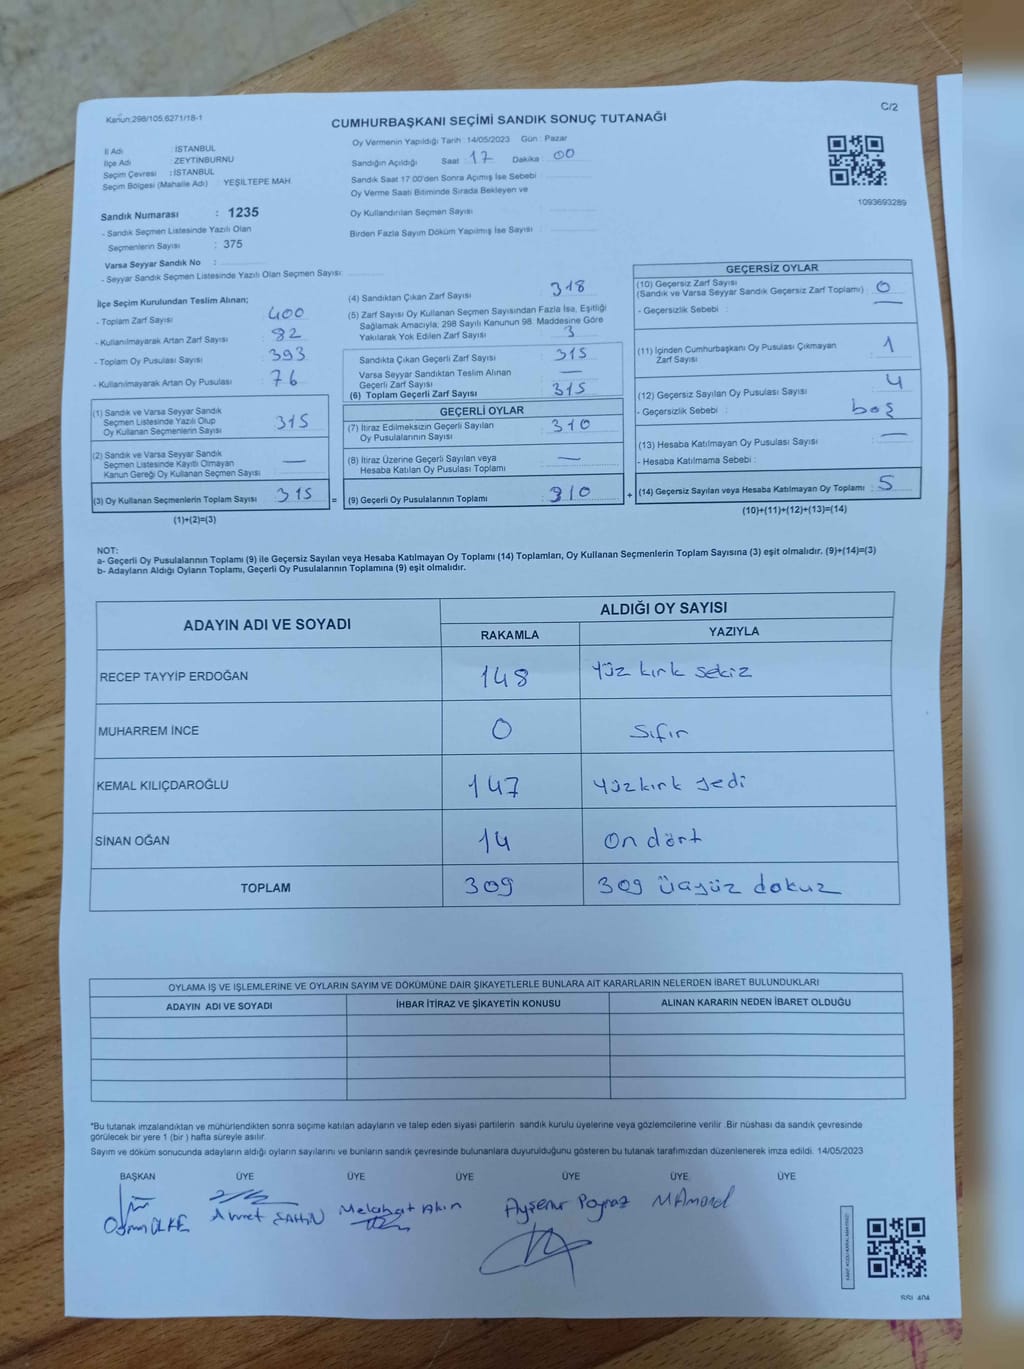 Kanun:298/105,6271/18-1
C/2
CUMHURBAŞKANI SEÇİMİ SANDIK SONUÇ TUTANAĞI
İl Adı : İSTANBUL
İlçe Adı : ZEYTİNBURNU
Seçim Çevresi : İSTANBUL
Seçim Bölgesi (Mahalle Adı) : YEŞİLTEPE MAH.
Oy Vermenin Yapıldığı Tarih : 14/05/2023 Gün : Pazar
Sandığın Açıldığı Saat : 17 Dakika : 00
Sandık Saat 17:00'den Sonra Açımış İse Sebebi :
Oy Verme Saati Bitiminde Sırada Bekleyen ve
Oy Kullandırılan Seçmen Sayısı :
Birden Fazla Sayım Döküm Yapılmış İse Sayısı :
1093693289
Sandık Numarası : 1235
- Sandık Seçmen Listesinde Yazılı Olan
Seçmenlerin Sayısı : 375
Varsa Seyyar Sandık No :
- Seyyar Sandık Seçmen Listesinde Yazılı Olan Seçmen Sayısı:
İlçe Seçim Kurulundan Teslim Alınan;
- Toplam Zarf Sayısı : 400
- Kullanılmayarak Artan Zarf Sayısı : 82
- Toplam Oy Pusulası Sayısı : 393
- Kullanılmayarak Artan Oy Pusulası : 76
(1) Sandık ve Varsa Seyyar Sandık
Seçmen Listesinde Yazılı Olup
Oy Kullanan Seçmenlerin Sayısı : 315
(2) Sandık ve Varsa Seyyar Sandık
Seçmen Listesinde Kayıtlı Olmayan
Kanun Gereği Oy Kullanan Seçmen Sayısı : —
(3) Oy Kullanan Seçmenlerin Toplam Sayısı : 315
(1)+(2)=(3)
=
(4) Sandıktan Çıkan Zarf Sayısı : 318
(5) Zarf Sayısı Oy Kullanan Seçmen Sayısından Fazla İse, Eşitliği
Sağlamak Amacıyla, 298 Sayılı Kanunun 98. Maddesine Göre
Yakılarak Yok Edilen Zarf Sayısı : 3
Sandıkta Çıkan Geçerli Zarf Sayısı : 315
Varsa Seyyar Sandıktan Teslim Alınan
Geçerli Zarf Sayısı : —
(6) Toplam Geçerli Zarf Sayısı : 315
GEÇERLİ OYLAR
(7) İtiraz Edilmeksizin Geçerli Sayılan
Oy Pusulalarının Sayısı : 310
(8) İtiraz Üzerine Geçerli Sayılan veya
Hesaba Katılan Oy Pusulası Toplamı : —
(9) Geçerli Oy Pusulalarının Toplamı : 310
+
GEÇERSİZ OYLAR
(10) Geçersiz Zarf Sayısı
(Sandık ve Varsa Seyyar Sandık Geçersiz Zarf Toplamı) : 0
- Geçersizlik Sebebi : —
(11) İçinden Cumhurbaşkanı Oy Pusulası Çıkmayan
Zarf Sayısı : 1
(12) Geçersiz Sayılan Oy Pusulası Sayısı : 4
- Geçersizlik Sebebi : boş
(13) Hesaba Katılmayan Oy Pusulası Sayısı : —
- Hesaba Katılmama Sebebi :
(14) Geçersiz Sayılan veya Hesaba Katılmayan Oy Toplamı : 5
(10)+(11)+(12)+(13)=(14)
NOT:
a- Geçerli Oy Pusulalarının Toplamı (9) ile Geçersiz Sayılan veya Hesaba Katılmayan Oy Toplamı (14) Toplamları, Oy Kullanan Seçmenlerin Toplam Sayısına (3) eşit olmalıdır. (9)+(14)=(3)
b- Adayların Aldığı Oyların Toplamı, Geçerli Oy Pusulalarının Toplamına (9) eşit olmalıdır.
ADAYIN ADI VE SOYADI ALDIĞI OY SAYISI
RAKAMLA YAZIYLA
RECEP TAYYİP ERDOĞAN 148 Yüz kırk sekiz
MUHARREM İNCE 0 Sıfır
KEMAL KILIÇDAROĞLU 147 Yüzkırk yedi
SİNAN OĞAN 14 On dört
TOPLAM 309 309 üçyüz dokuz
OYLAMA İŞ VE İŞLEMLERİNE VE OYLARIN SAYIM VE DÖKÜMÜNE DAİR ŞİKAYETLERLE BUNLARA AİT KARARLARIN NELERDEN İBARET BULUNDUKLARI
ADAYIN ADI VE SOYADI İHBAR İTİRAZ VE ŞİKAYETİN KONUSU ALINAN KARARIN NEDEN İBARET OLDUĞU
*Bu tutanak imzalandıktan ve mühürlendikten sonra seçime katılan adayların ve talep eden siyasi partilerin sandık kurulu üyelerine veya gözlemcilerine verilir. Bir nüshası da sandık çevresinde
görülecek bir yere 1 (bir ) hafta süreyle asılır.
Sayım ve döküm sonucunda adayların aldığı oyların sayılarını ve bunların sandık çevresinde bulunanlara duyurulduğunu gösteren bu tutanak tarafımızdan düzenlenerek imza edildi. 14/05/2023
BAŞKAN ÜYE ÜYE ÜYE ÜYE ÜYE ÜYE
ÜLKE Ahmet ŞAHİN Melahat Akın Ayşenur Poyraz